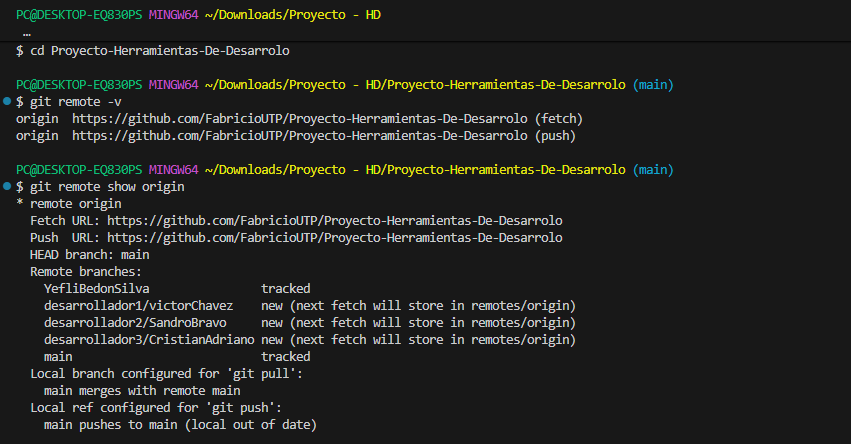 PC@DESKTOP-EQ830PS MINGW64 ~/Downloads/Proyecto - HD
…
$ cd Proyecto-Herramientas-De-Desarrolo
PC@DESKTOP-EQ830PS MINGW64 ~/Downloads/Proyecto - HD/Proyecto-Herramientas-De-Desarrolo (main)
$ git remote -v
origin  https://github.com/FabricioUTP/Proyecto-Herramientas-De-Desarrolo (fetch)
origin  https://github.com/FabricioUTP/Proyecto-Herramientas-De-Desarrolo (push)
PC@DESKTOP-EQ830PS MINGW64 ~/Downloads/Proyecto - HD/Proyecto-Herramientas-De-Desarrolo (main)
$ git remote show origin
* remote origin
  Fetch URL: https://github.com/FabricioUTP/Proyecto-Herramientas-De-Desarrolo
  Push  URL: https://github.com/FabricioUTP/Proyecto-Herramientas-De-Desarrolo
  HEAD branch: main
  Remote branches:
    YefliBedonSilva                tracked
    desarrollador1/victorChavez    new (next fetch will store in remotes/origin)
    desarrollador2/SandroBravo     new (next fetch will store in remotes/origin)
    desarrollador3/CristianAdriano new (next fetch will store in remotes/origin)
    main                           tracked
  Local branch configured for 'git pull':
    main merges with remote main
  Local ref configured for 'git push':
    main pushes to main (local out of date)